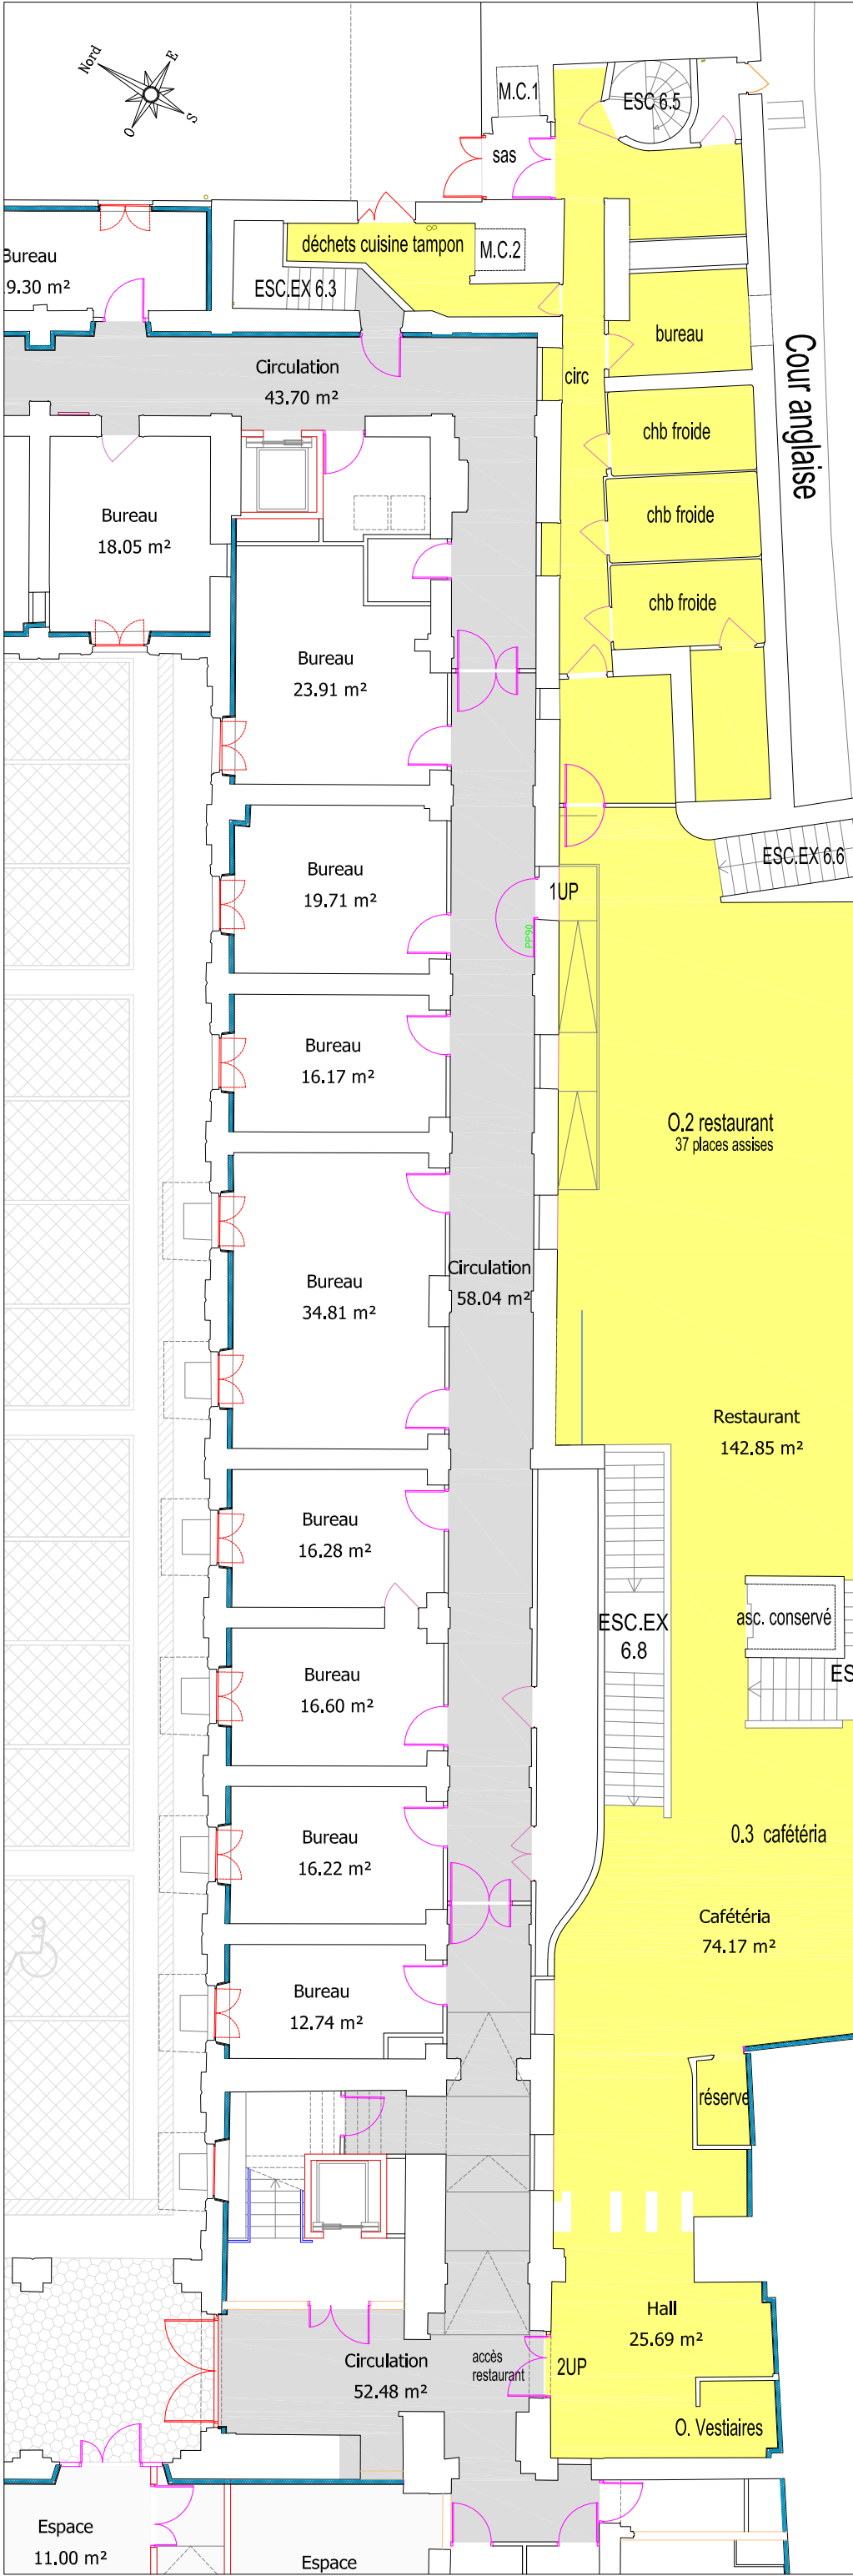 Nord
E
O
S
M.C.1
ESC 6.5
sas
déchets cuisine tampon
M.C.2
Bureau
9.30 m²
ESC.EX 6.3
bureau
Circulation
43.70 m²
circ
Cour anglaise
chb froide
chb froide
chb froide
Bureau
18.05 m²
Bureau
23.91 m²
ESC.EX 6.6
Bureau
19.71 m²
1UP
PP90
Bureau
16.17 m²
O.2 restaurant
37 places assises
Circulation
58.04 m²
Bureau
34.81 m²
Restaurant
142.85 m²
Bureau
16.28 m²
ESC.EX
6.8
asc. conservé
ES
Bureau
16.60 m²
Bureau
16.22 m²
0.3 cafétéria
Cafétéria
74.17 m²
Bureau
12.74 m²
réserve
Hall
25.69 m²
Circulation
52.48 m²
accès
restaurant
2UP
O. Vestiaires
Espace
11.00 m²
Espace